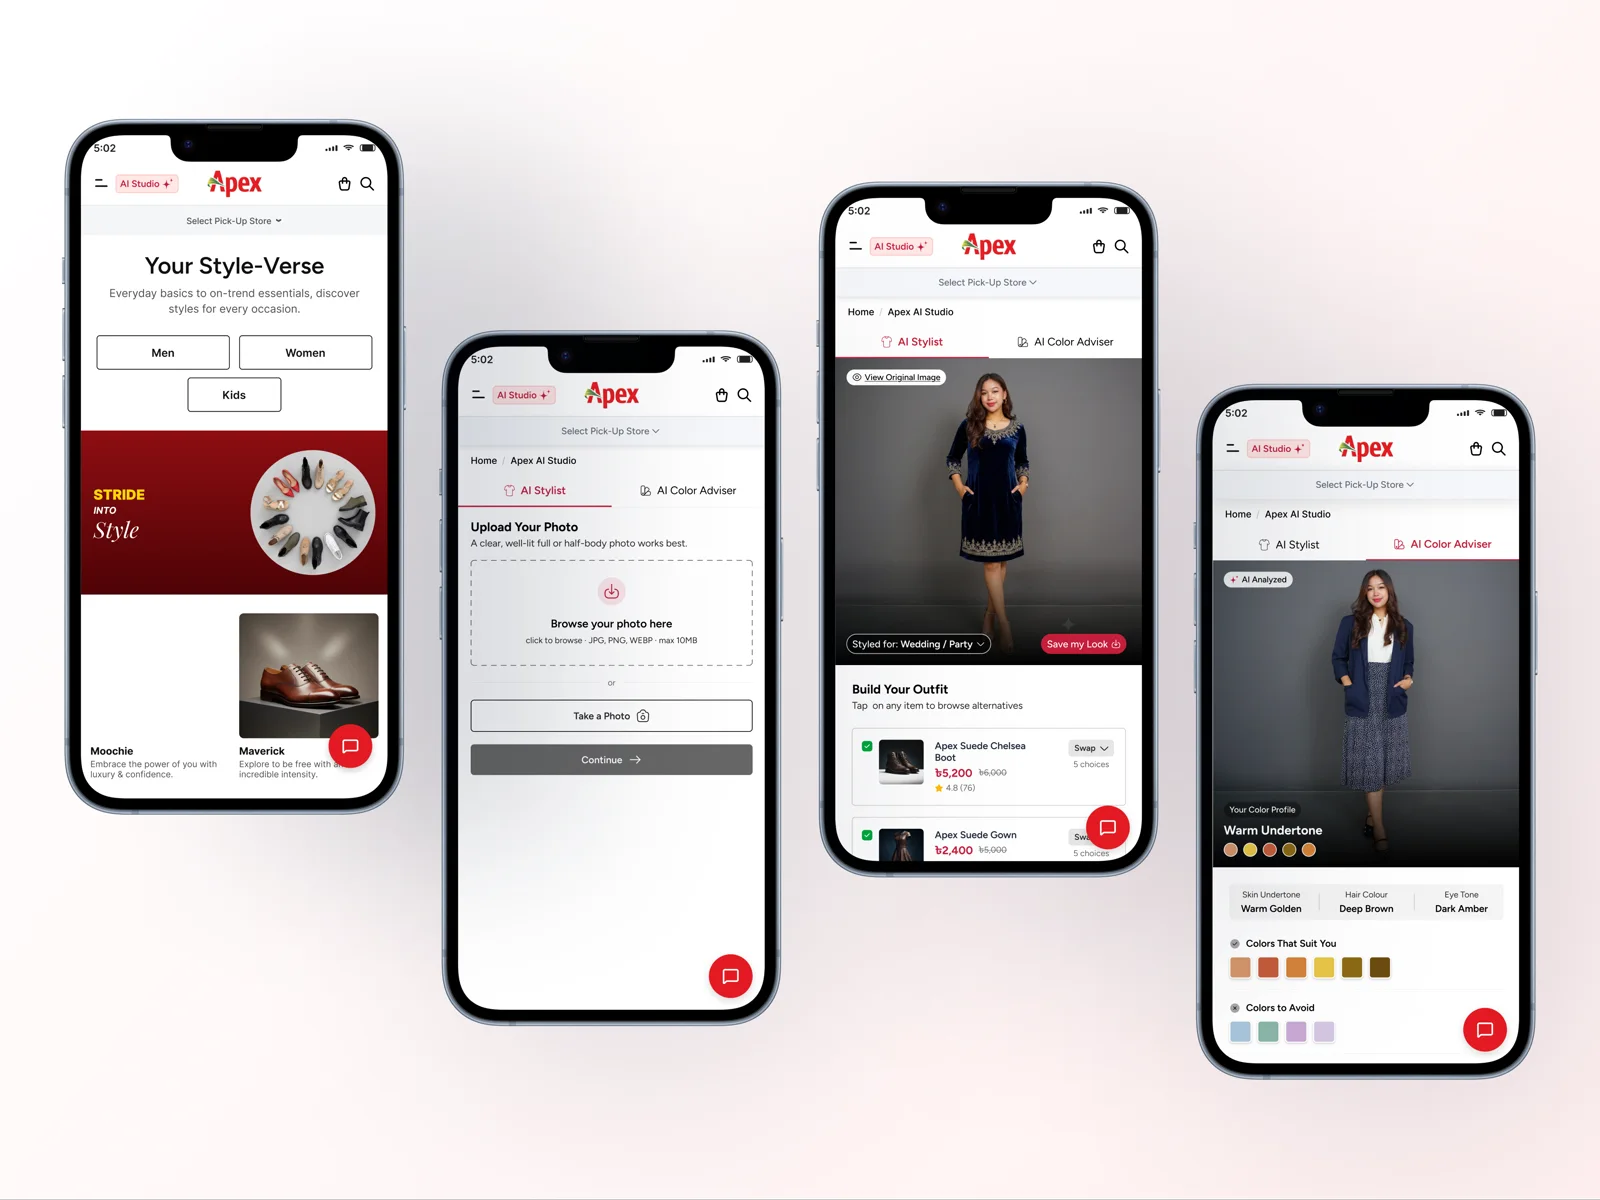 5:02
AI Studio
Apex
Select Pick-Up Store
Your Style-Verse
Everyday basics to on-trend essentials, discover
styles for every occasion.
Men
Women
Kids
STRIDE
INTO
Style
Moochie
Embrace the power of you with
luxury & confidence.
Maverick
Explore to be free with
incredible intensity.
5:02
AI Studio
Apex
Select Pick-Up Store
Home / Apex AI Studio
AI Stylist
AI Color Adviser
Upload Your Photo
A clear, well-lit full or half-body photo works best.
Browse your photo here
click to browse · JPG, PNG, WEBP · max 10MB
or
Take a Photo
Continue
5:02
AI Studio
Apex
Select Pick-Up Store
Home / Apex AI Studio
AI Stylist
AI Color Adviser
View Original Image
Styled for: Wedding / Party
Save my Look
Build Your Outfit
Tap on any item to browse alternatives
Apex Suede Chelsea
Boot
৳5,200 ৳6,000
4.8 (76)
Swap
5 choices
Apex Suede Gown
৳2,400 ৳5,000
5 choices
5:02
AI Studio
Apex
Select Pick-Up Store
Home / Apex AI Studio
AI Stylist
AI Color Adviser
AI Analyzed
Your Color Profile
Warm Undertone
Skin Undertone
Warm Golden
Hair Colour
Deep Brown
Eye Tone
Dark Amber
Colors That Suit You
Colors to Avoid